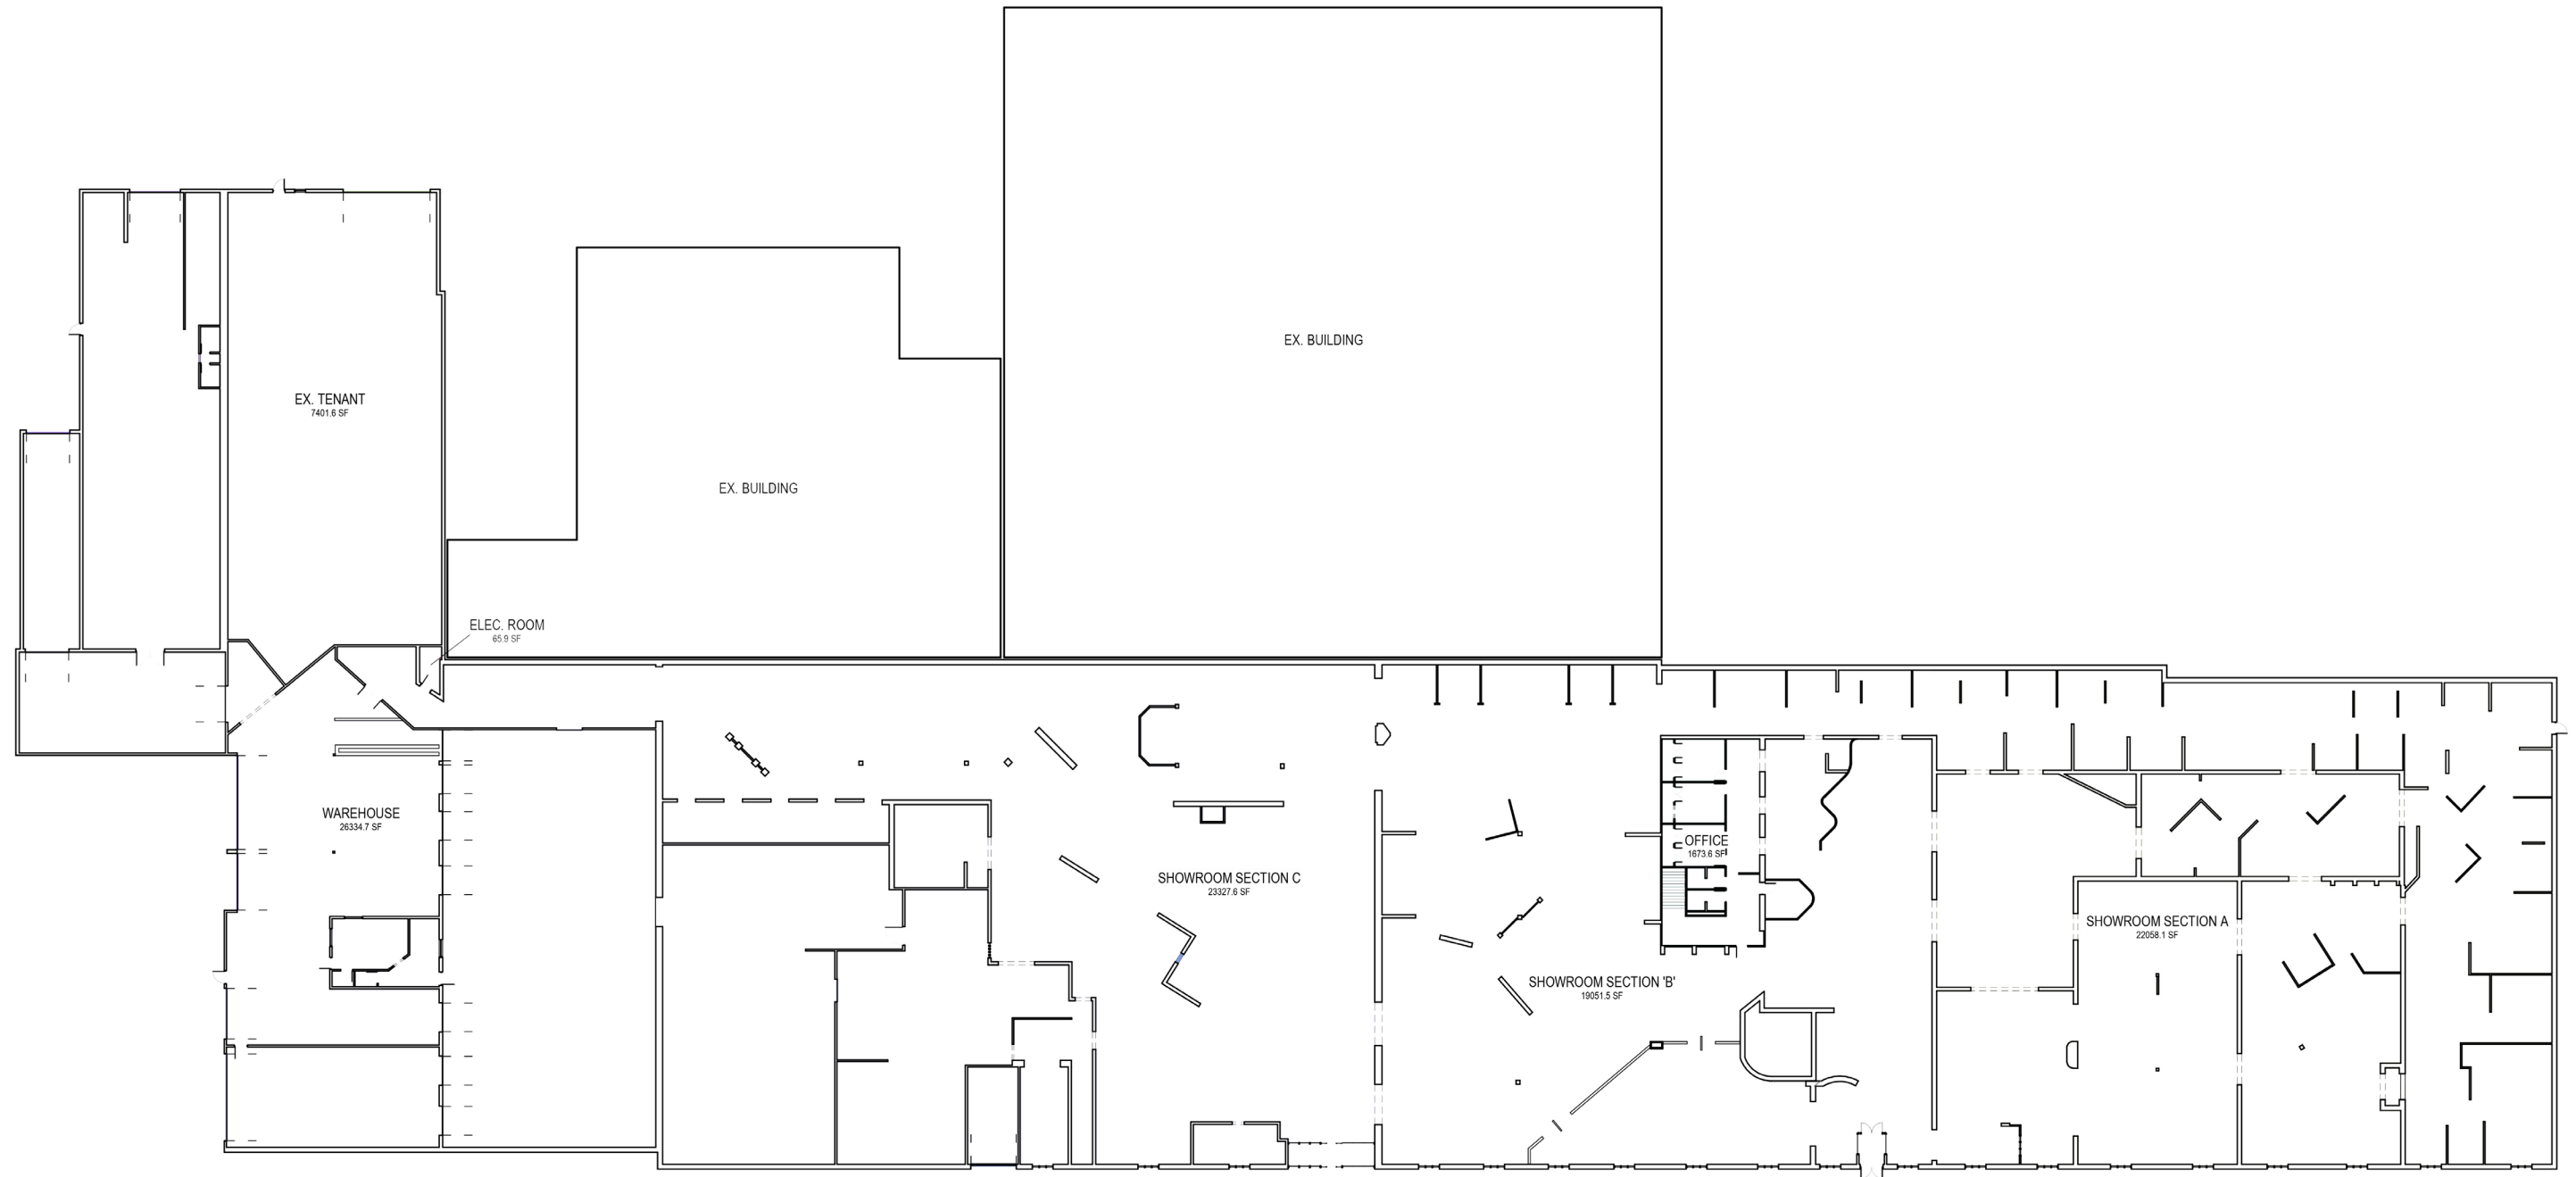 EX. BUILDING
EX. TENANT
7401.6 SF
EX. BUILDING
ELEC. ROOM
65.9 SF
WAREHOUSE
26334.7 SF
OFFICE
1673.6 SF
SHOWROOM SECTION C
23327.6 SF
SHOWROOM SECTION A
22058.1 SF
SHOWROOM SECTION 'B'
19051.5 SF